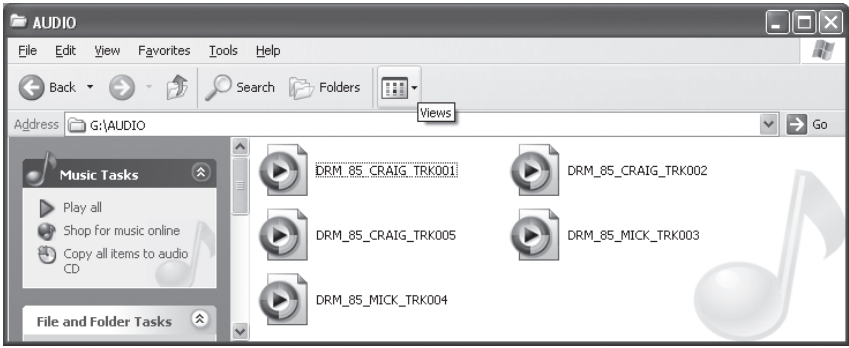 AUDIO
File Edit View Favorites Tools Help
Back Search Folders
Views
Address G:\AUDIO Go
Music Tasks
Play all
Shop for music online
Copy all items to audio
CD
File and Folder Tasks
DRM_85_CRAIG_TRK001 DRM_85_CRAIG_TRK002
DRM_85_CRAIG_TRK005 DRM_85_MICK_TRK003
DRM_85_MICK_TRK004